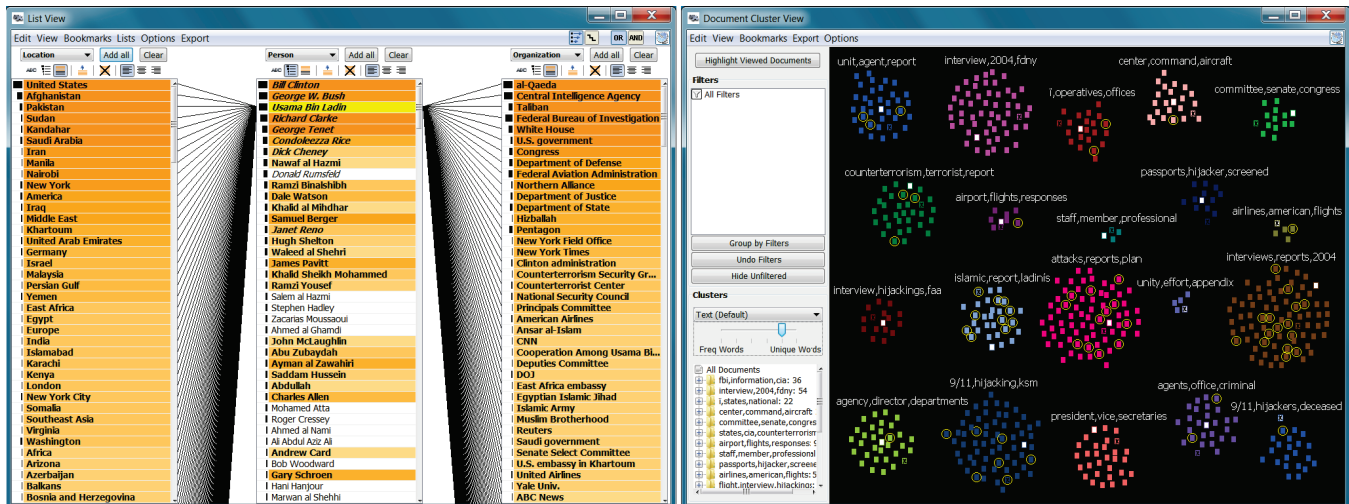 List View
Edit View Bookmarks Lists Options Export
OR AND
Location Add all Clear
Person Add all Clear
Organization Add all Clear
ABC
ABC
ABC
United States
Afghanistan
Pakistan
Sudan
Kandahar
Saudi Arabia
Iran
Manila
Nairobi
New York
America
Iraq
Middle East
Khartoum
United Arab Emirates
Germany
Israel
Malaysia
Persian Gulf
Yemen
East Africa
Egypt
Europe
India
Islamabad
Karachi
Kenya
London
New York City
Somalia
Southeast Asia
Virginia
Washington
Africa
Arizona
Azerbaijan
Balkans
Bosnia and Herzegovina
Bill Clinton
George W. Bush
Usama Bin Ladin
Richard Clarke
George Tenet
Condoleezza Rice
Dick Cheney
Nawaf al Hazmi
Donald Rumsfeld
Ramzi Binalshibh
Dale Watson
Khalid al Mihdhar
Samuel Berger
Janet Reno
Hugh Shelton
Waleed al Shehri
James Pavitt
Khalid Sheikh Mohammed
Ramzi Yousef
Salem al Hazmi
Stephen Hadley
Zacarias Moussaoui
Ahmed al Ghamdi
John McLaughlin
Abu Zubaydah
Ayman al Zawahiri
Saddam Hussein
Abdullah
Charles Allen
Mohamed Atta
Roger Cressey
Ahmed al Nami
Ali Abdul Aziz Ali
Andrew Card
Bob Woodward
Gary Schroen
Hani Hanjour
Marwan al Shehhi
al-Qaeda
Central Intelligence Agency
Taliban
Federal Bureau of Investigation
White House
U.S. government
Congress
Department of Defense
Federal Aviation Administration
Northern Alliance
Department of Justice
Department of State
Hizballah
Pentagon
New York Field Office
New York Times
Clinton administration
Counterterrorism Security Gr...
Counterterrorist Center
National Security Council
Principals Committee
American Airlines
Ansar al-Islam
CNN
Cooperation Among Usama Bi...
Deputies Committee
DOJ
East Africa embassy
Egyptian Islamic Jihad
Islamic Army
Muslim Brotherhood
Reuters
Saudi government
Senate Select Committee
U.S. embassy in Khartoum
United Airlines
Yale Univ.
ABC News
Document Cluster View
Edit View Bookmarks Export Options
Highlight Viewed Documents
Filters
All Filters
Group by Filters
Undo Filters
Hide Unfiltered
Clusters
Text (Default)
Freq Words Unique Words
All Documents
fbi,information,cia: 36
interview,2004,fdny: 54
i,states,national: 22
center,command,aircraft
committee,senate,congres
states,cia,counterterrorism
airport,flights,responses: 9
staff,member,professional
passports,hijacker,screene
airlines,american,flights: 5
flight,interview,hijackings:
unit,agent,report
interview,2004,fdny
i,operatives,offices
center,command,aircraft
committee,senate,congress
counterterrorism,terrorist,report
airport,flights,responses
staff,member,professional
passports,hijacker,screened
airlines,american,flights
interview,hijackings,faa
islamic,report,ladinis
attacks,reports,plan
unity,effort,appendix
interviews,reports,2004
agency,director,departments
9/11,hijacking,ksm
president,vice,secretaries
agents,office,criminal
9/11,hijackers,deceased